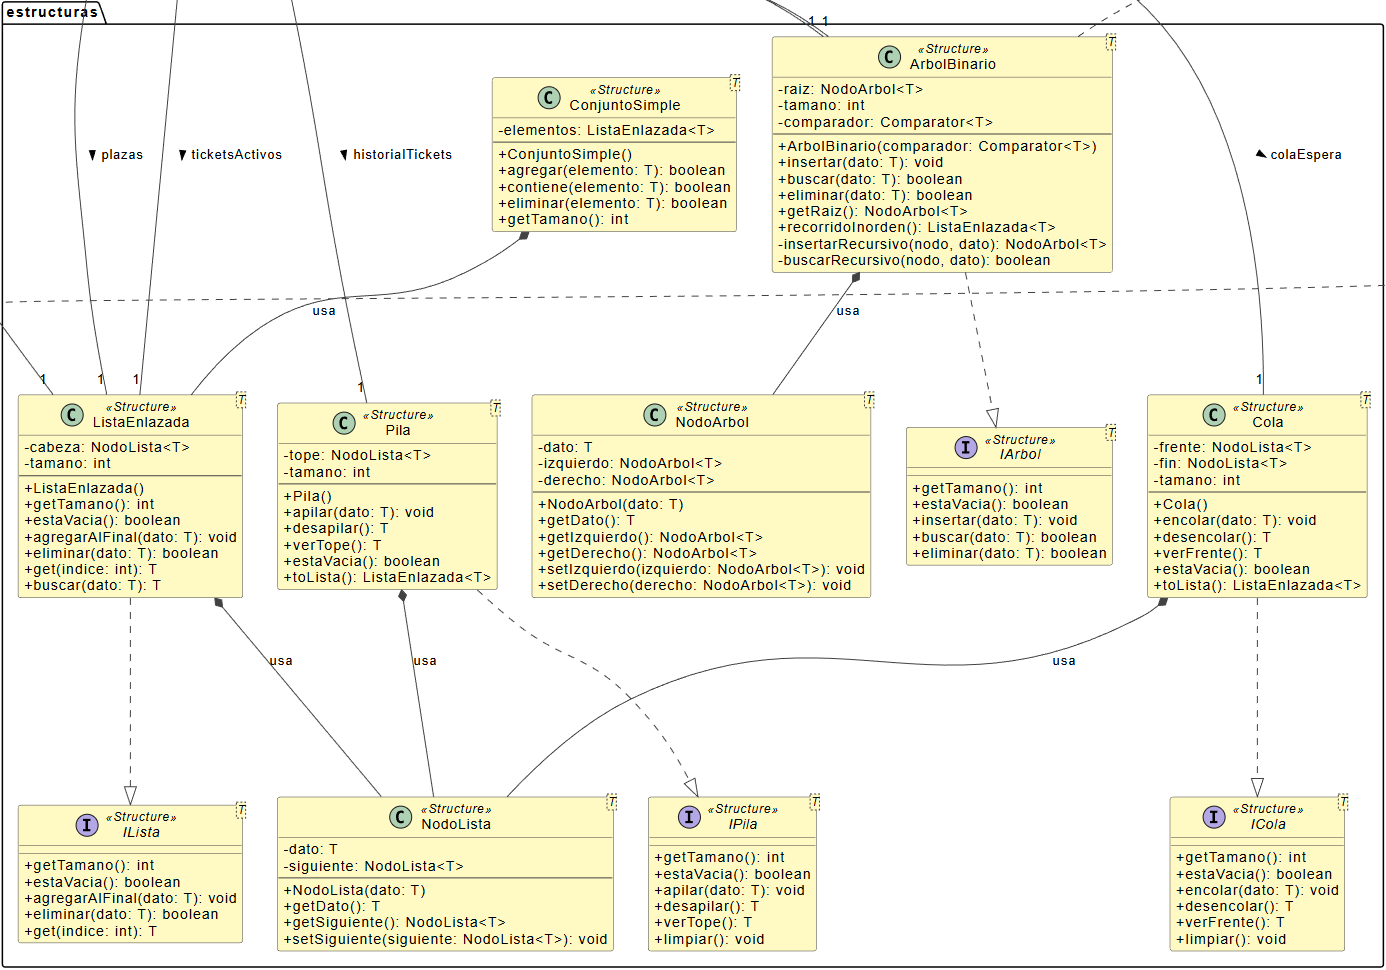 estructuras
1 1
T
«Structure»
ArbolBinario
-raiz: NodoArbol<T>
-tamano: int
-comparador: Comparator<T>
+ArbolBinario(comparador: Comparator<T>)
+insertar(dato: T): void
+buscar(dato: T): boolean
+eliminar(dato: T): boolean
+getRaiz(): NodoArbol<T>
+recorridoInorden(): ListaEnlazada<T>
-insertarRecursivo(nodo, dato): NodoArbol<T>
-buscarRecursivo(nodo, dato): boolean
T
«Structure»
ConjuntoSimple
-elementos: ListaEnlazada<T>
+ConjuntoSimple()
+agregar(elemento: T): boolean
+contiene(elemento: T): boolean
+eliminar(elemento: T): boolean
+getTamano(): int
plazas
ticketsActivos
historialTickets
colaEspera
usa
usa
1
1
1
1
1
T
«Structure»
ListaEnlazada
-cabeza: NodoLista<T>
-tamano: int
+ListaEnlazada()
+getTamano(): int
+estaVacia(): boolean
+agregarAlFinal(dato: T): void
+eliminar(dato: T): boolean
+get(indice: int): T
+buscar(dato: T): T
T
«Structure»
Pila
-tope: NodoLista<T>
-tamano: int
+Pila()
+apilar(dato: T): void
+desapilar(): T
+verTope(): T
+estaVacia(): boolean
+toLista(): ListaEnlazada<T>
T
«Structure»
NodoArbol
-dato: T
-izquierdo: NodoArbol<T>
-derecho: NodoArbol<T>
+NodoArbol(dato: T)
+getDato(): T
+getIzquierdo(): NodoArbol<T>
+getDerecho(): NodoArbol<T>
+setIzquierdo(izquierdo: NodoArbol<T>): void
+setDerecho(derecho: NodoArbol<T>): void
T
«Structure»
IArbol
+getTamano(): int
+estaVacia(): boolean
+insertar(dato: T): void
+buscar(dato: T): boolean
+eliminar(dato: T): boolean
T
«Structure»
Cola
-frente: NodoLista<T>
-fin: NodoLista<T>
-tamano: int
+Cola()
+encolar(dato: T): void
+desencolar(): T
+verFrente(): T
+estaVacia(): boolean
+toLista(): ListaEnlazada<T>
usa
usa
usa
T
«Structure»
ILista
+getTamano(): int
+estaVacia(): boolean
+agregarAlFinal(dato: T): void
+eliminar(dato: T): boolean
+get(indice: int): T
T
«Structure»
NodoLista
-dato: T
-siguiente: NodoLista<T>
+NodoLista(dato: T)
+getDato(): T
+getSiguiente(): NodoLista<T>
+setSiguiente(siguiente: NodoLista<T>): void
T
«Structure»
IPila
+getTamano(): int
+estaVacia(): boolean
+apilar(dato: T): void
+desapilar(): T
+verTope(): T
+limpiar(): void
T
«Structure»
ICola
+getTamano(): int
+estaVacia(): boolean
+encolar(dato: T): void
+desencolar(): T
+verFrente(): T
+limpiar(): void